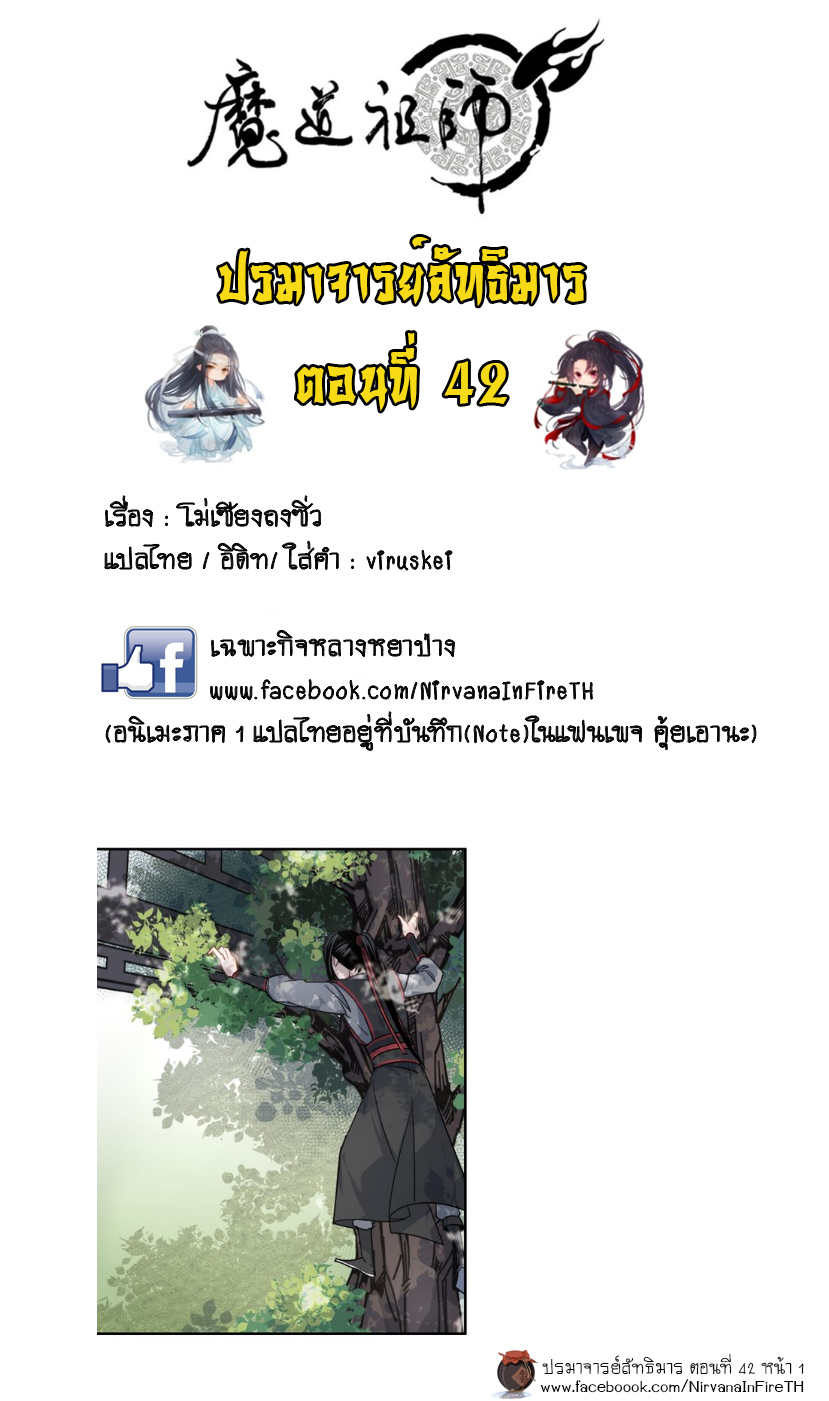 魔道祖師
ปรมาจารย์ลัทธิมาร
ตอนที่ 42
เรื่อง : โม่เซียงถงซิ่ว
แปลไทย / อิดิท/ ใส่คำ : viruskei
f
เฉพาะกิจหลางหยาป่าง
www.facebook.com/NirvanaInFireTH
(อนิเมะภาค 1 แปลไทยอยู่ที่บันทึก(Note)ในแฟนเพจ คุ้ยเอานะ)
ปรมาจารย์ลัทธิมาร ตอนที่ 42 หน้า 1
www.faceboook.com/NirvanaInFireTH